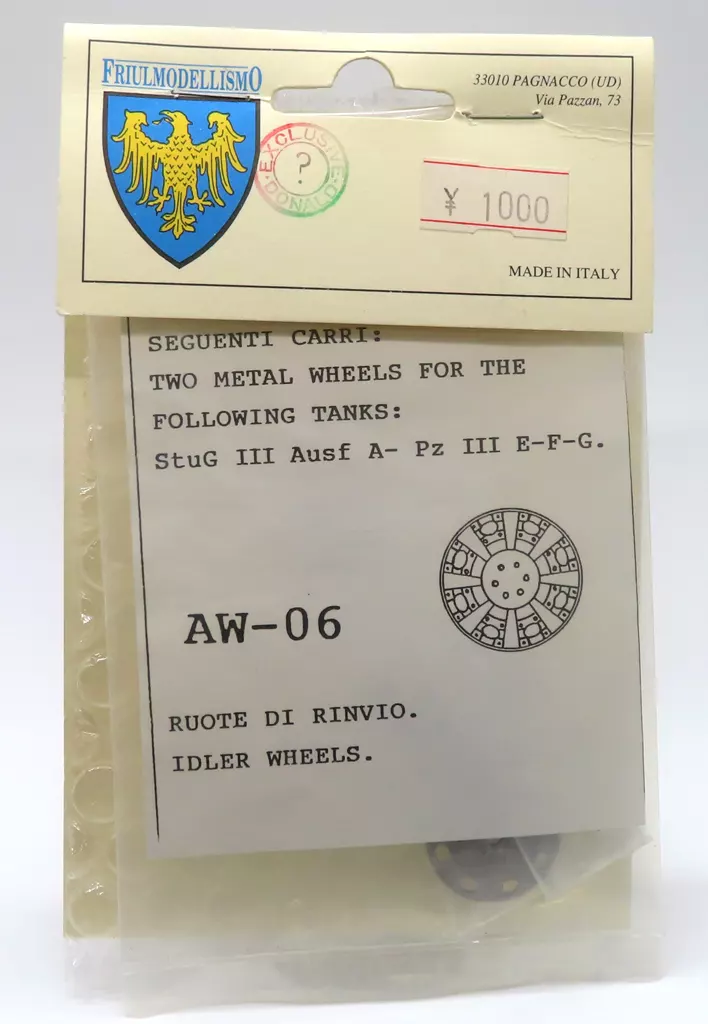 FRIULMODELLISMO
33010 PAGNACCO (UD)
Via Pazzan, 73
EXCLUSIVE
?
DONALD
¥ 1000
MADE IN ITALY
SEGUENTI CARRI:
TWO METAL WHEELS FOR THE
FOLLOWING TANKS:
StuG III Ausf A- Pz III E-F-G.
AW-06
RUOTE DI RINVIO.
IDLER WHEELS.